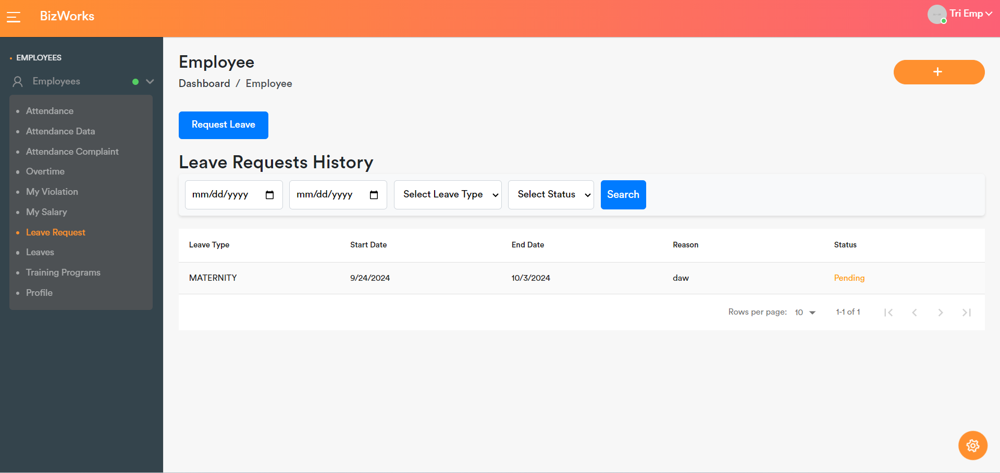 BizWorks
Tri Emp
EMPLOYEES
Employees
Attendance
Attendance Data
Attendance Complaint
Overtime
My Violation
My Salary
Leave Request
Leaves
Training Programs
Profile
Employee
Dashboard / Employee
+
Request Leave
Leave Requests History
mm/dd/yyyy mm/dd/yyyy Select Leave Type Select Status Search
Leave Type Start Date End Date Reason Status
MATERNITY 9/24/2024 10/3/2024 daw Pending
Rows per page: 10 1-1 of 1